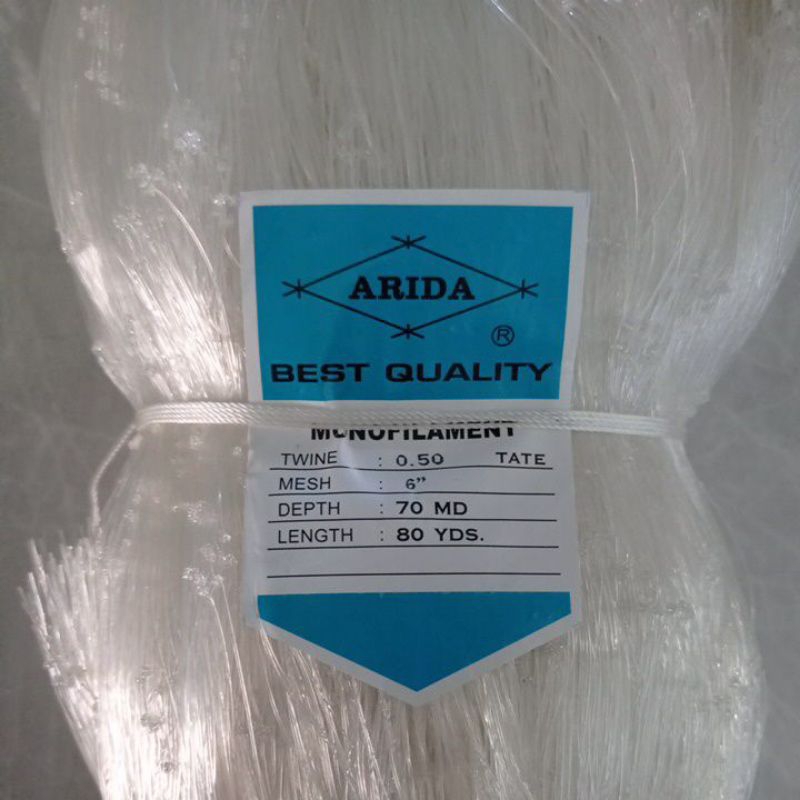 ARIDA
®
BEST QUALITY
MONOFILAMENT
TWINE : 0.50 TATE
MESH : 6”
DEPTH : 70 MD
LENGTH : 80 YDS.